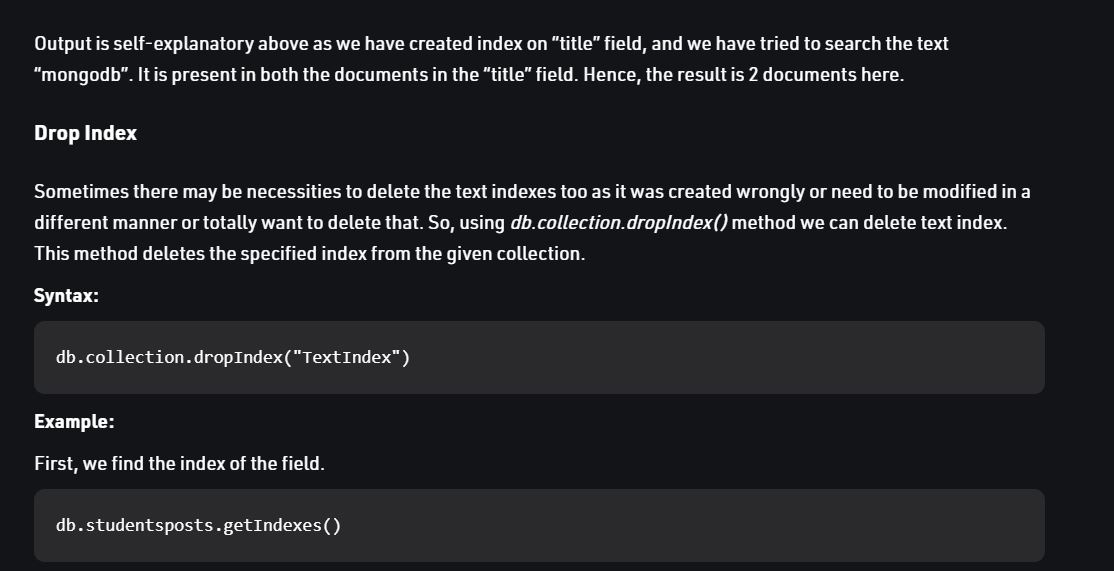 Output is self-explanatory above as we have created index on “title” field, and we have tried to search the text
“mongodb”. It is present in both the documents in the “title” field. Hence, the result is 2 documents here.
Drop Index
Sometimes there may be necessities to delete the text indexes too as it was created wrongly or need to be modified in a
different manner or totally want to delete that. So, using db.collection.dropIndex() method we can delete text index.
This method deletes the specified index from the given collection.
Syntax:
db.collection.dropIndex("TextIndex")
Example:
First, we find the index of the field.
db.studentsposts.getIndexes()